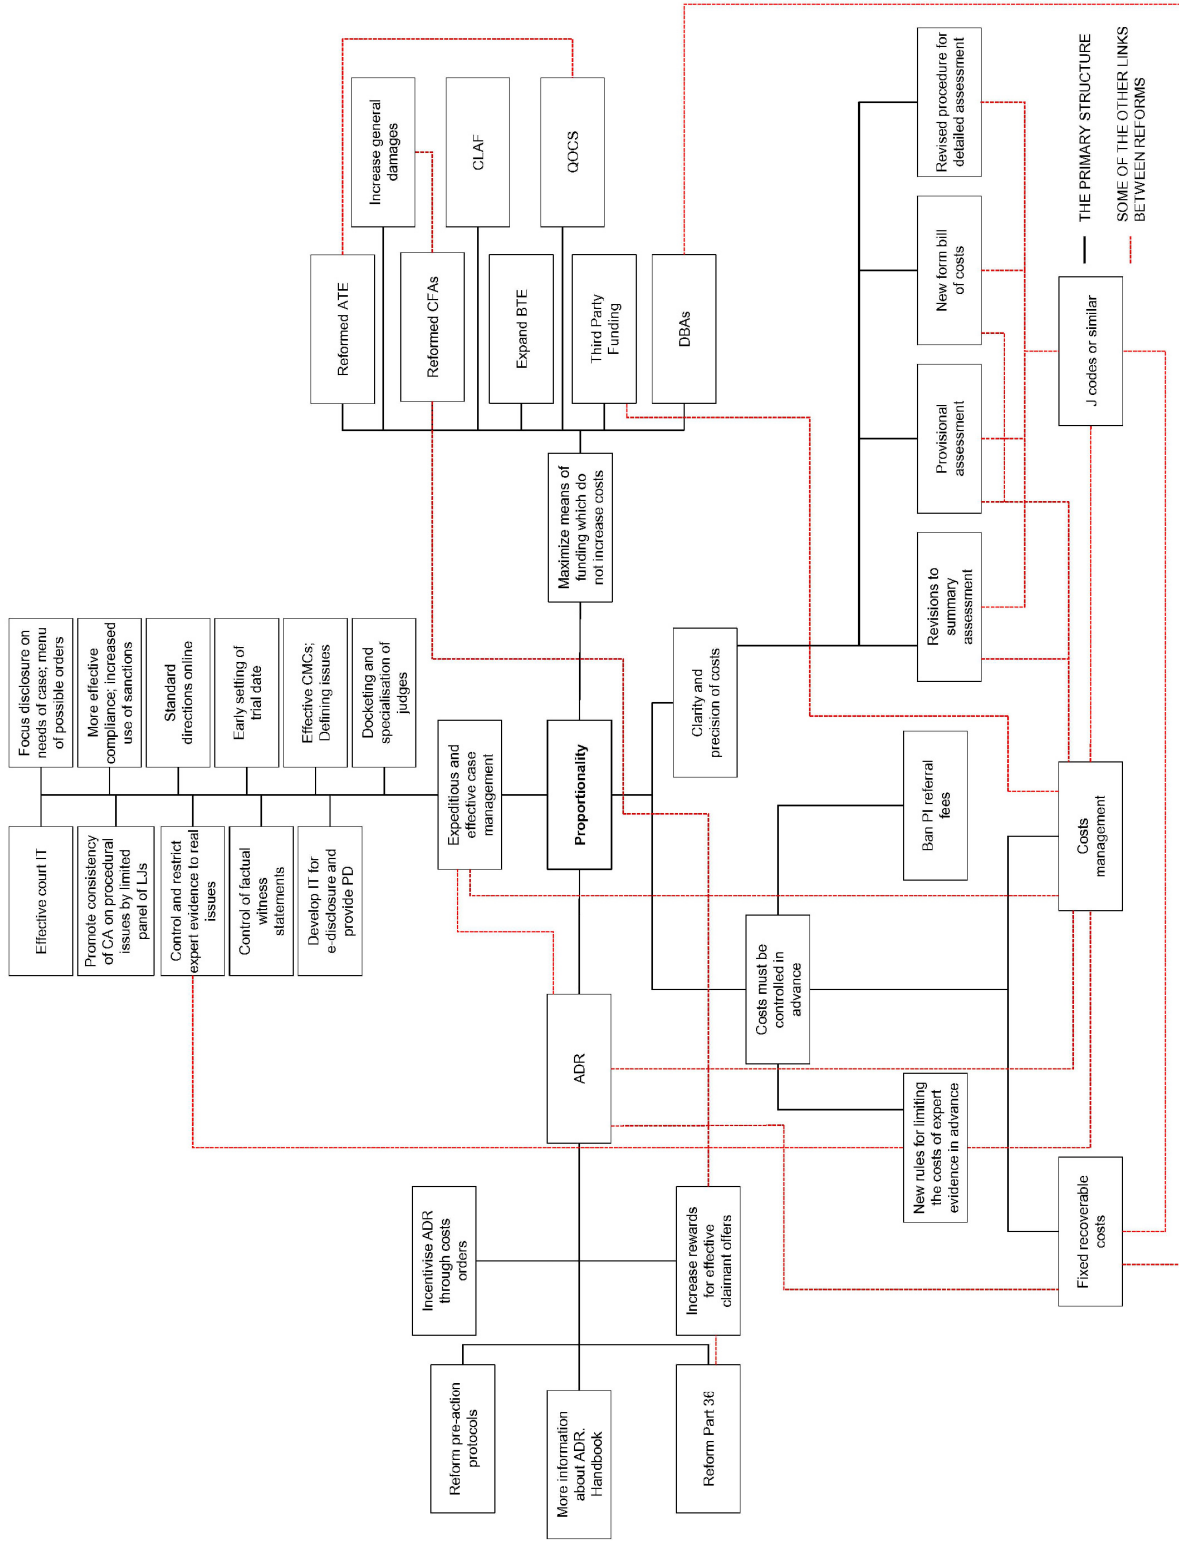 Focus disclosure on
needs of case; menu
of possible orders
More effective
compliance; increased
use of sanctions
Standard
directions online
Early setting of
trial date
Effective CMCs;
Defining issues
Docketing and
specialisation of
judges
Effective court IT
Promote consistency
of CA on procedural
issues by limited
panel of LJs
Control and restrict
expert evidence to real
issues
Control of factual
witness
statements
Develop IT for
e-disclosure and
provide PD
Expeditious and
effective case
management
Proportionality
ADR
Incentivise ADR
through costs
orders
Increase rewards
for effective
claimant offers
Reform pre-action
protocols
More information
about ADR.
Handbook
Reform Part 36
Maximize means of
funding which do
not increase costs
Reformed ATE
Increase general
damages
Reformed CFAs
CLAF
Expand BTE
QOCS
Third Party
Funding
DBAs
Clarity and
precision of costs
Revisions to
summary
assessment
Provisional
assessment
New form bill
of costs
Revised procedure for
detailed assessment
Costs must be
controlled in
advance
Ban PI referral
fees
New rules for limiting
the costs of expert
evidence in advance
Fixed recoverable
costs
Costs
management
J codes or similar
THE PRIMARY STRUCTURE
SOME OF THE OTHER LINKS
BETWEEN REFORMS